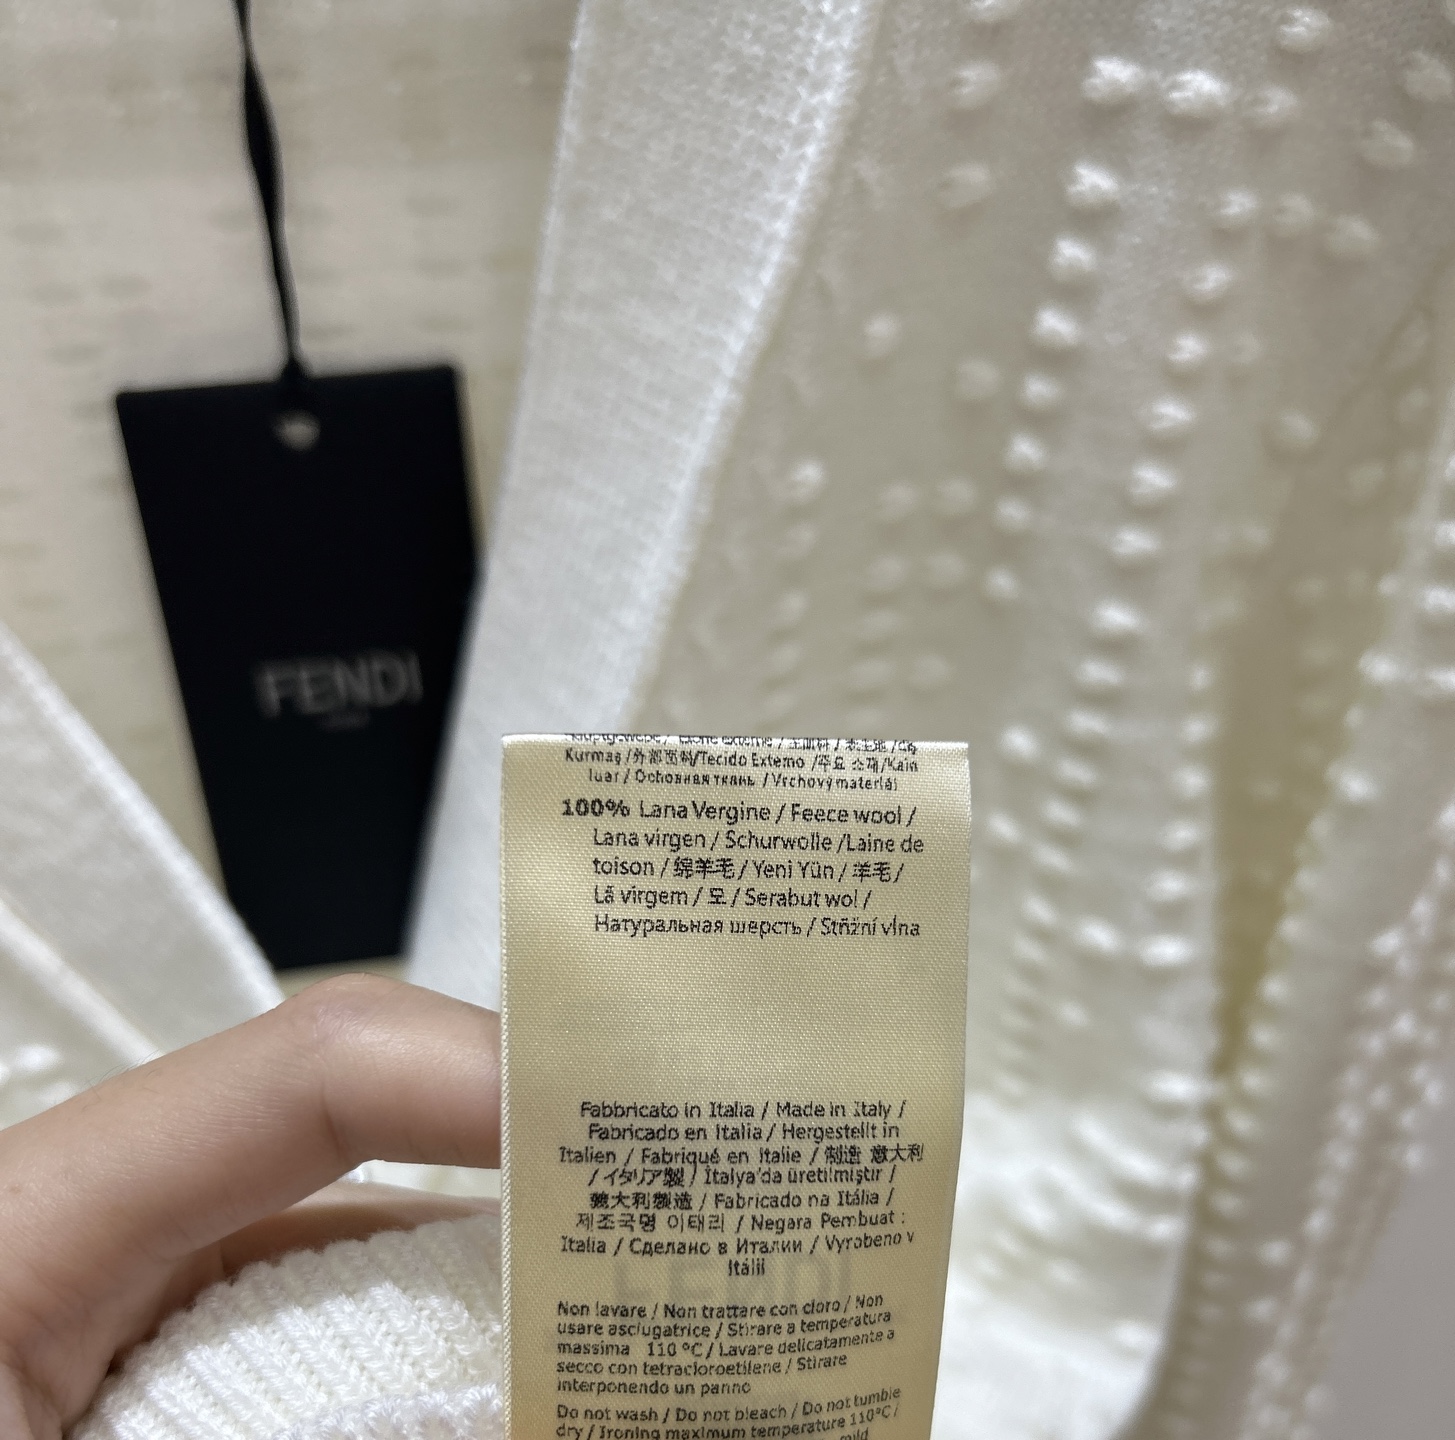 FENDI
Kurmaş /外部面料/Tecido Externo /주요 소재/Kain
luar / Основная ткань / Vrchový materiál
100% Lana Vergine / Feece wool /
Lana virgen / Schurwolle /Laine de
toison / 绵羊毛 / Yeni Yün / 羊毛 /
Lã virgem / 모 / Serabut wol /
Натуральная шерсть / Střžní vlna
Fabbricato in Italia / Made in Italy /
Fabricado en Italia / Hergestellt in
Italien / Fabriqué en Italie / 制造 意大利
/ イタリア製 / İtalya'da üretilmiştir /
義大利製造 / Fabricado na Itália /
제조국명 이태리 / Negara Pembuat :
Italia / Сделано в Италии / Vyrobeno v
Itálii
Non lavare / Non trattare con cloro / Non
usare asciugatrice / Stirare a temperatura
massima 110 °C / Lavare delicatamente a
secco con tetracloroetilene / Stirare
interponendo un panno
Do not wash / Do not bleach / Do not tumble
dry / Ironing maximum temperature 110°C /
mild